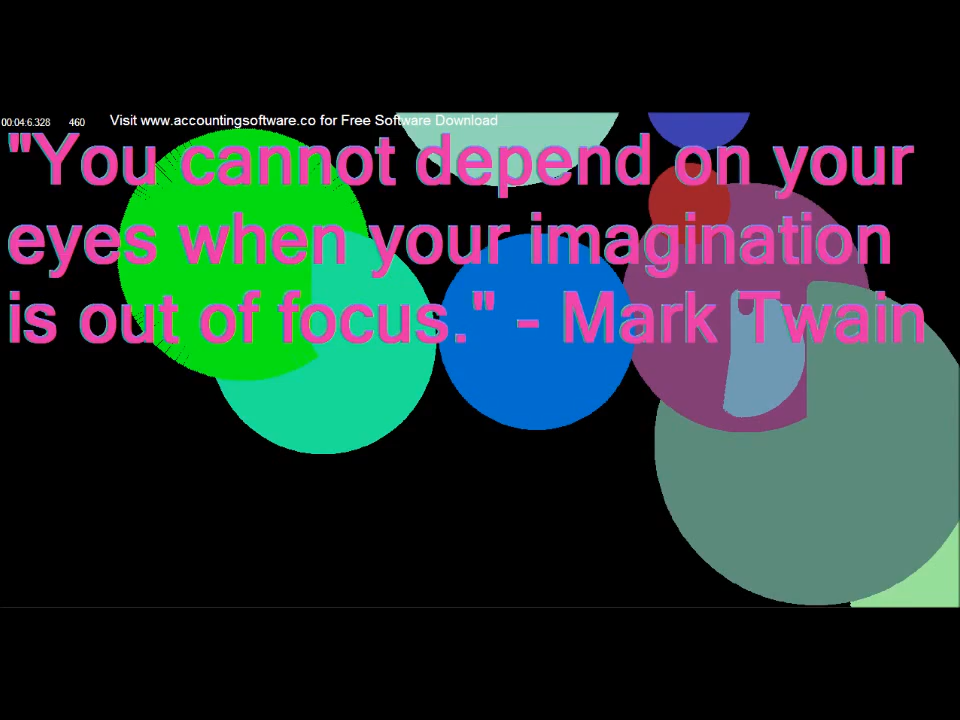 00:04:6.328 460 Visit www.accountingsoftware.co for Free Software Download
"You cannot depend on your
eyes when your imagination
is out of focus." - Mark Twain